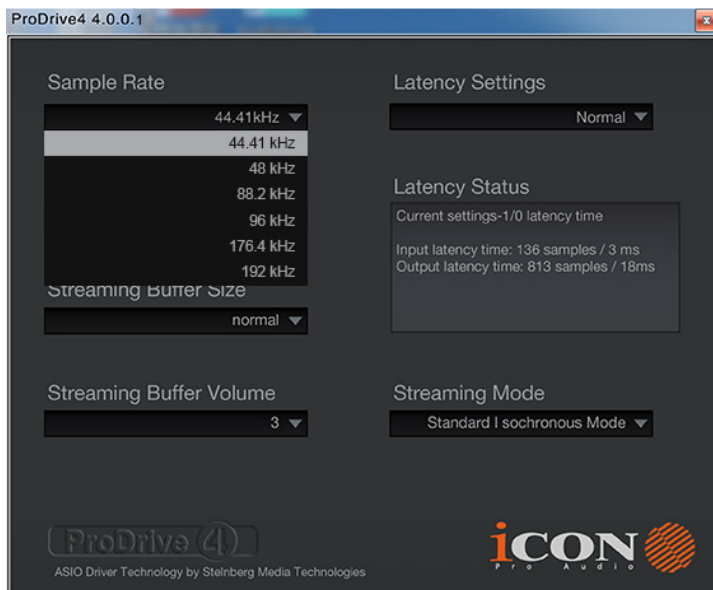 ProDrive4 4.0.0.1
x
Sample Rate
44.41kHz
44.41 kHz
48 kHz
88.2 kHz
96 kHz
176.4 kHz
192 kHz
Streaming Buffer Size
normal
Streaming Buffer Volume
3
Latency Settings
Normal
Latency Status
Current settings-1/0 latency time
Input latency time: 136 samples / 3 ms
Output latency time: 813 samples / 18ms
Streaming Mode
Standard I sochronous Mode
ProDrive 4
ASIO Driver Technology by Steinberg Media Technologies
iCON
Pro Audio